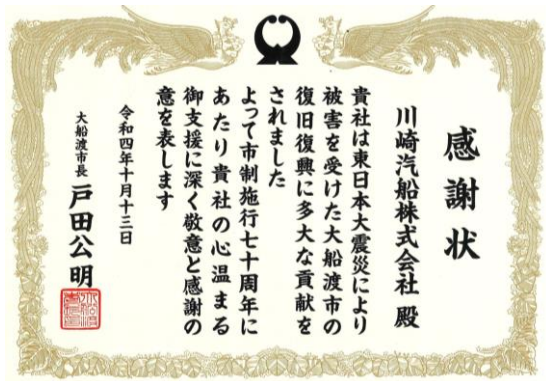 感謝状
川崎汽船株式会社 殿
貴社は東日本大震災により
被害を受けた大船渡市の
復旧復興に多大な貢献を
されました
よって市制施行七十周年に
あたり貴社の心温まる
御支援に深く敬意と感謝の
意を表します
令和四年十月十三日
大船渡市長 戸田公明